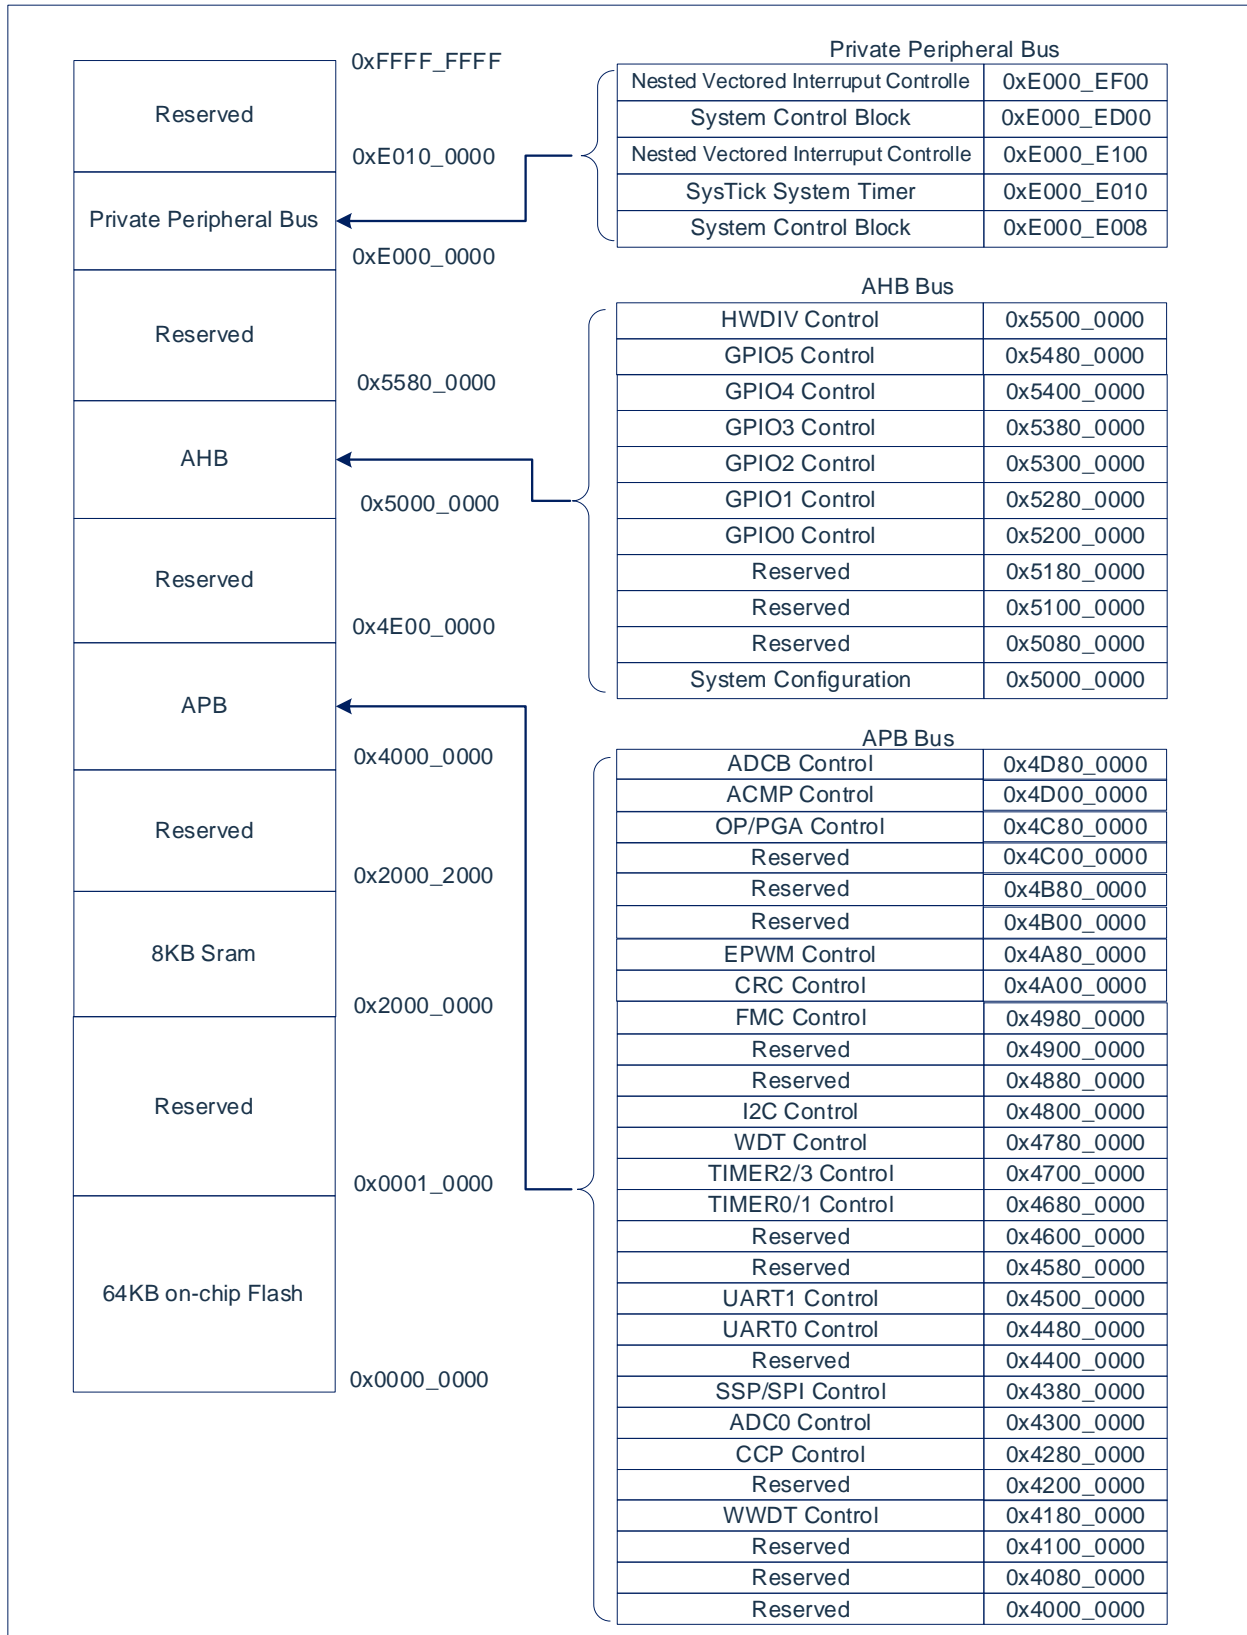 0xFFFF_FFFF
Reserved
0xE010_0000
Private Peripheral Bus
0xE000_0000
Reserved
0x5580_0000
AHB
0x5000_0000
Reserved
0x4E00_0000
APB
0x4000_0000
Reserved
0x2000_2000
8KB Sram
0x2000_0000
Reserved
0x0001_0000
64KB on-chip Flash
0x0000_0000
Private Peripheral Bus
Nested Vectored Interruput Controlle 0xE000_EF00
System Control Block 0xE000_ED00
Nested Vectored Interruput Controlle 0xE000_E100
SysTick System Timer 0xE000_E010
System Control Block 0xE000_E008
AHB Bus
HWDIV Control 0x5500_0000
GPIO5 Control 0x5480_0000
GPIO4 Control 0x5400_0000
GPIO3 Control 0x5380_0000
GPIO2 Control 0x5300_0000
GPIO1 Control 0x5280_0000
GPIO0 Control 0x5200_0000
Reserved 0x5180_0000
Reserved 0x5100_0000
Reserved 0x5080_0000
System Configuration 0x5000_0000
APB Bus
ADCB Control 0x4D80_0000
ACMP Control 0x4D00_0000
OP/PGA Control 0x4C80_0000
Reserved 0x4C00_0000
Reserved 0x4B80_0000
Reserved 0x4B00_0000
EPWM Control 0x4A80_0000
CRC Control 0x4A00_0000
FMC Control 0x4980_0000
Reserved 0x4900_0000
Reserved 0x4880_0000
I2C Control 0x4800_0000
WDT Control 0x4780_0000
TIMER2/3 Control 0x4700_0000
TIMER0/1 Control 0x4680_0000
Reserved 0x4600_0000
Reserved 0x4580_0000
UART1 Control 0x4500_0000
UART0 Control 0x4480_0000
Reserved 0x4400_0000
SSP/SPI Control 0x4380_0000
ADC0 Control 0x4300_0000
CCP Control 0x4280_0000
Reserved 0x4200_0000
WWDT Control 0x4180_0000
Reserved 0x4100_0000
Reserved 0x4080_0000
Reserved 0x4000_0000